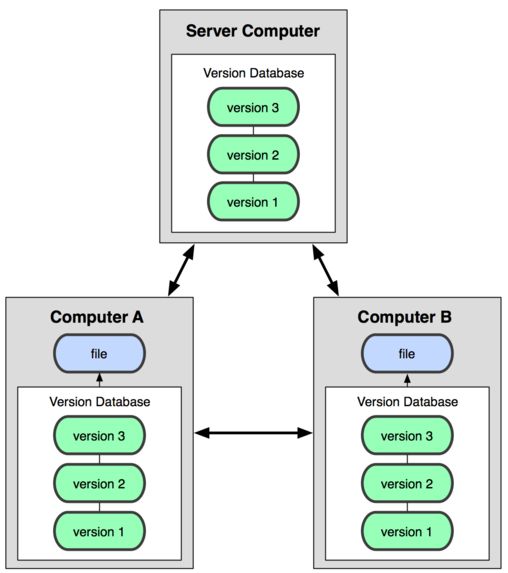 Server Computer
Version Database
version 3
version 2
version 1
Computer A
file
Version Database
version 3
version 2
version 1
Computer B
file
Version Database
version 3
version 2
version 1